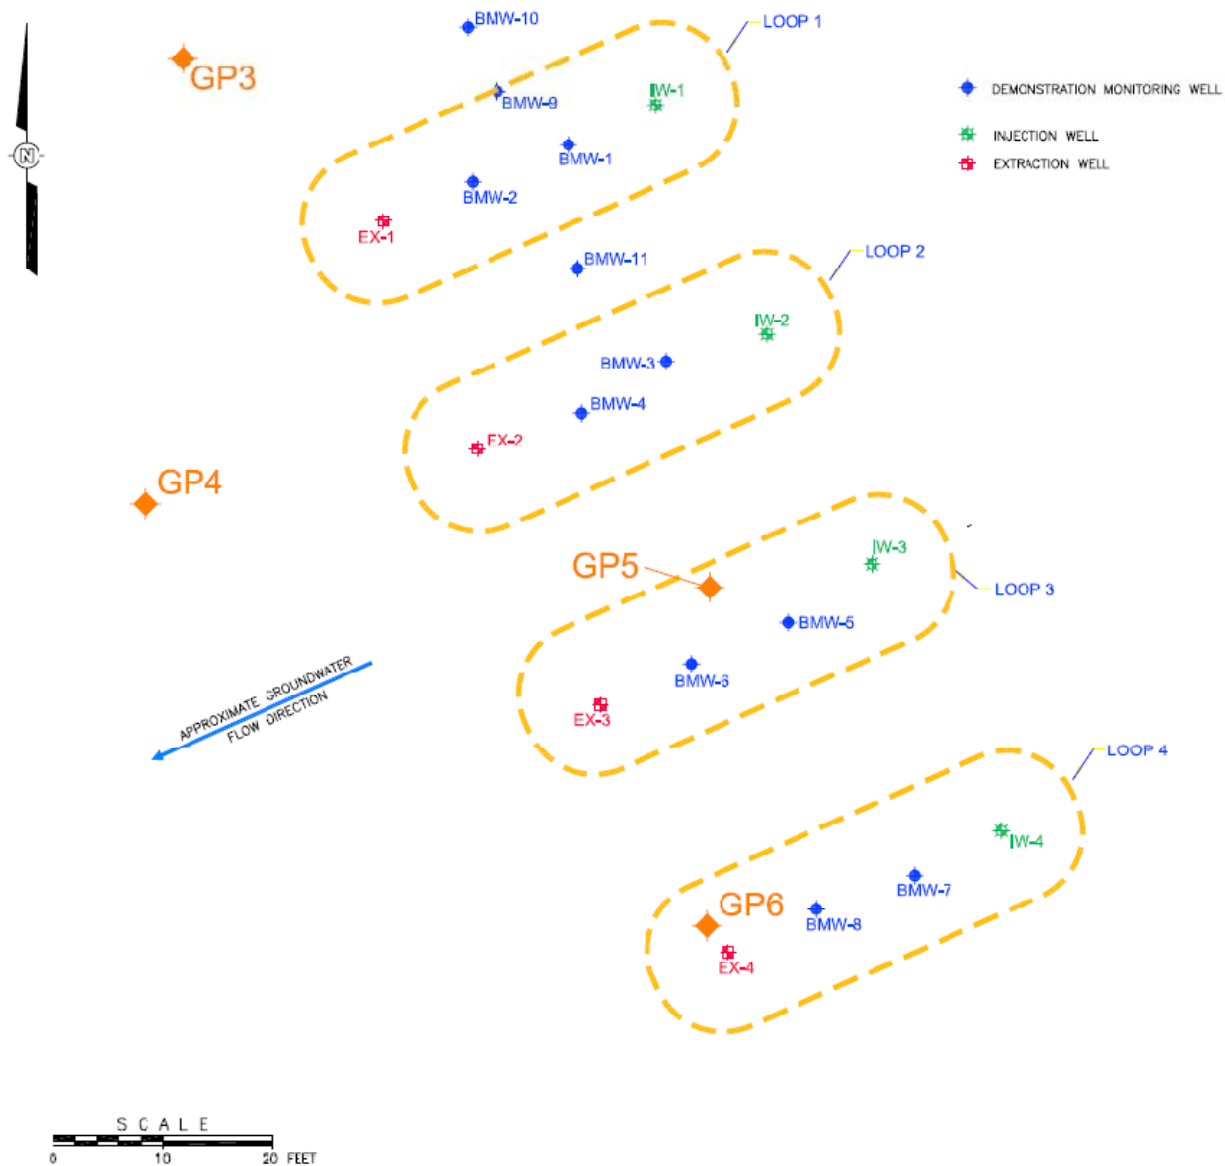 BMW-10
LOOP 1
GP3
BMW-9
IW-1
DEMONSTRATION MONITORING WELL
INJECTION WELL
EXTRACTION WELL
N
BMW-1
BMW-2
EX-1
BMW-11
LOOP 2
IW-2
BMW-3
BMW-4
EX-2
GP4
IW-3
GP5
LOOP 3
BMW-5
BMW-6
EX-3
APPROXIMATE GROUNDWATER
FLOW DIRECTION
LOOP 4
IW-4
BMW-7
GP6
BMW-8
EX-4
SCALE
0 10 20 FEET